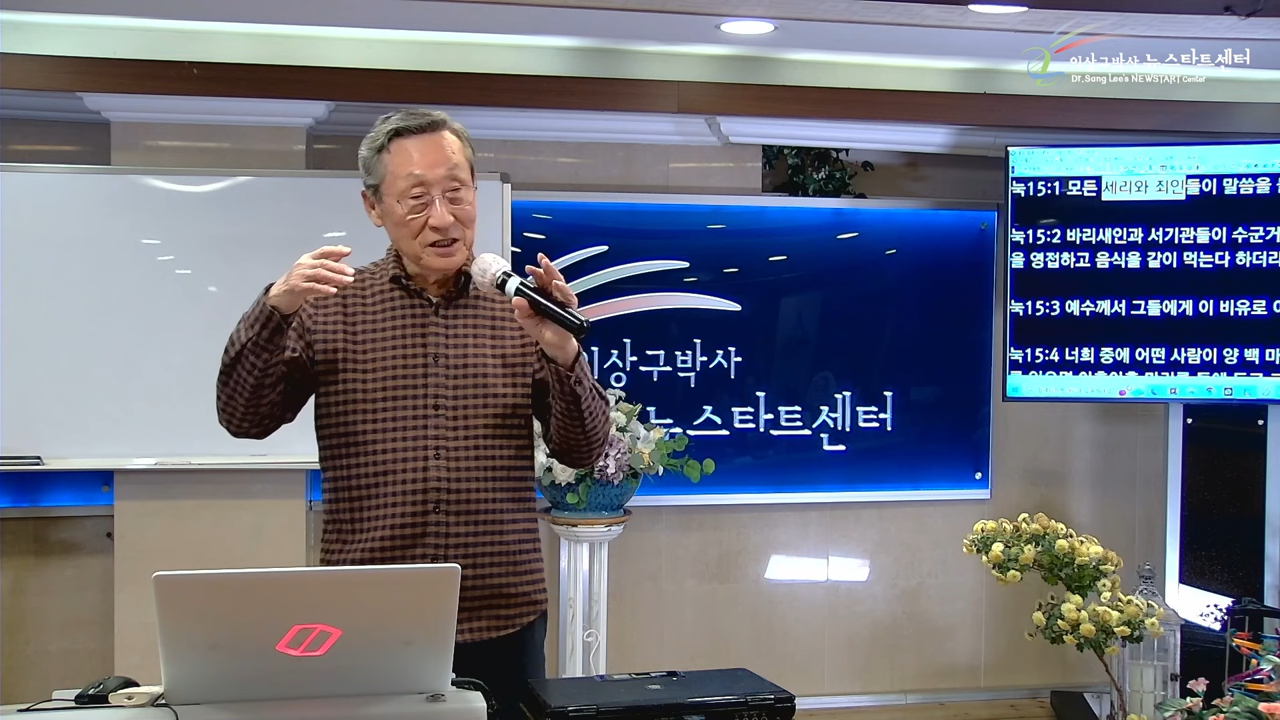 이상구박사 뉴스타트센터
Dr.Sang Lee's NEWSTART Center
눅15:1 모든 세리와 죄인들이 말씀을
눅15:2 바리새인과 서기관들이 수군거
을 영접하고 음식을 같이 먹는다 하더라
눅15:3 예수께서 그들에게 이 비유로
눅15:4 너희 중에 어떤 사람이 양 백 마
이상구박사
뉴스타트센터